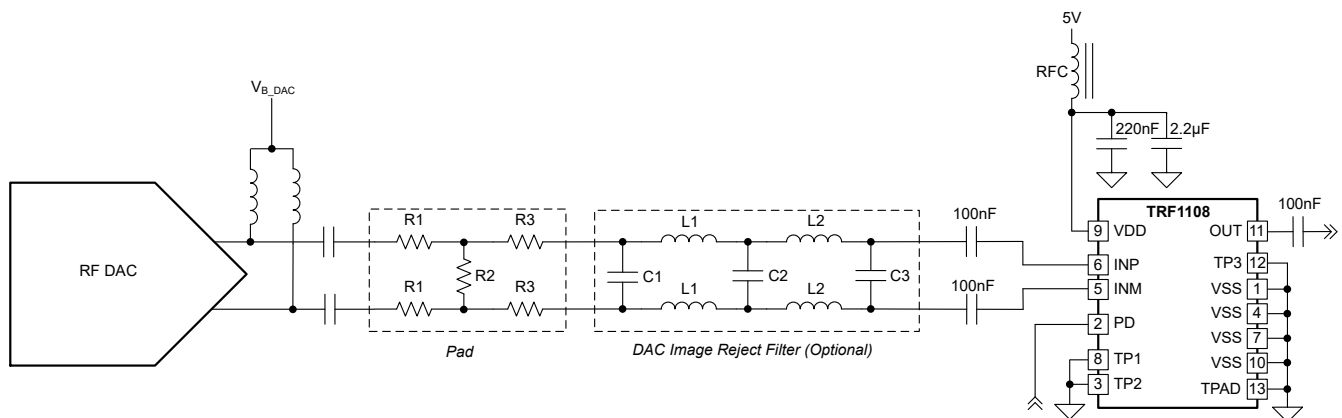 5V
RFC
V_B_DAC
220nF
2.2µF
TRF1108
R1
R3
L1
L2
100nF
9 VDD
OUT 11
100nF
RF DAC
R2
C1
C2
C3
6 INP
TP3 12
R1
R3
L1
L2
100nF
5 INM
VSS 1
2 PD
VSS 4
VSS 7
Pad
DAC Image Reject Filter (Optional)
8 TP1
VSS 10
3 TP2
TPAD 13